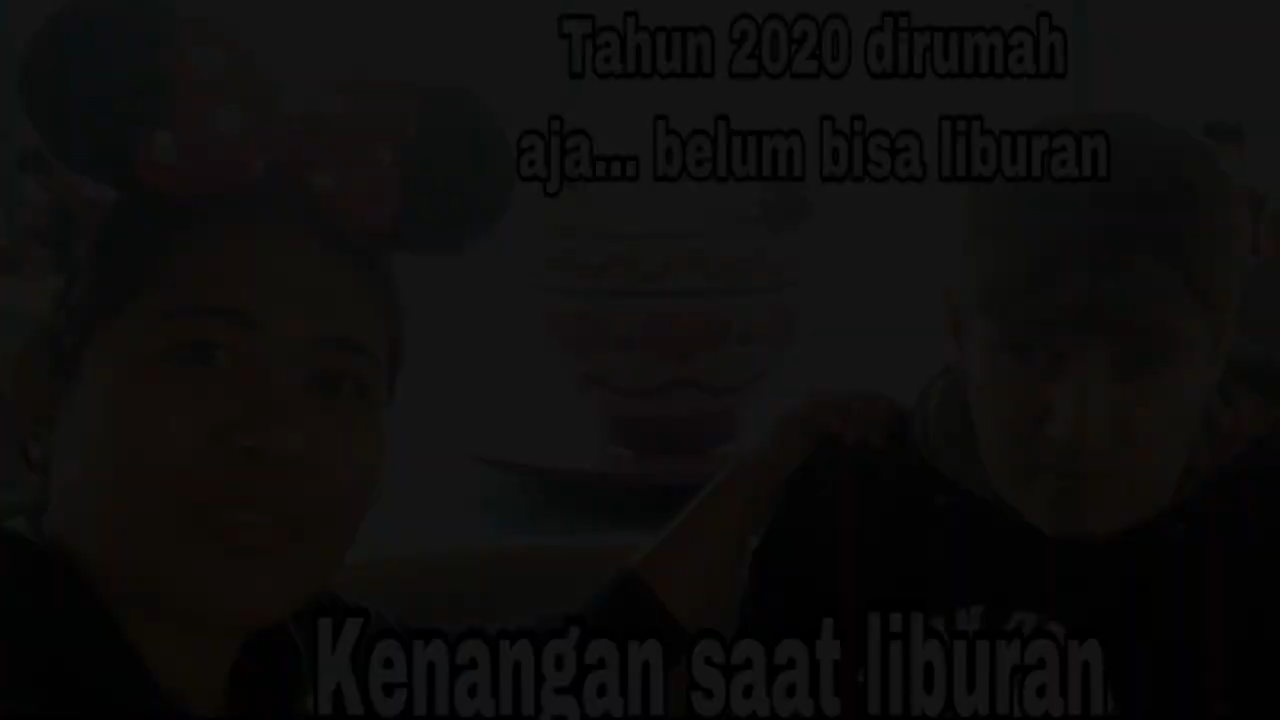 Tahun 2020 dirumah
aja... belum bisa liburan
Kenangan saat liburan